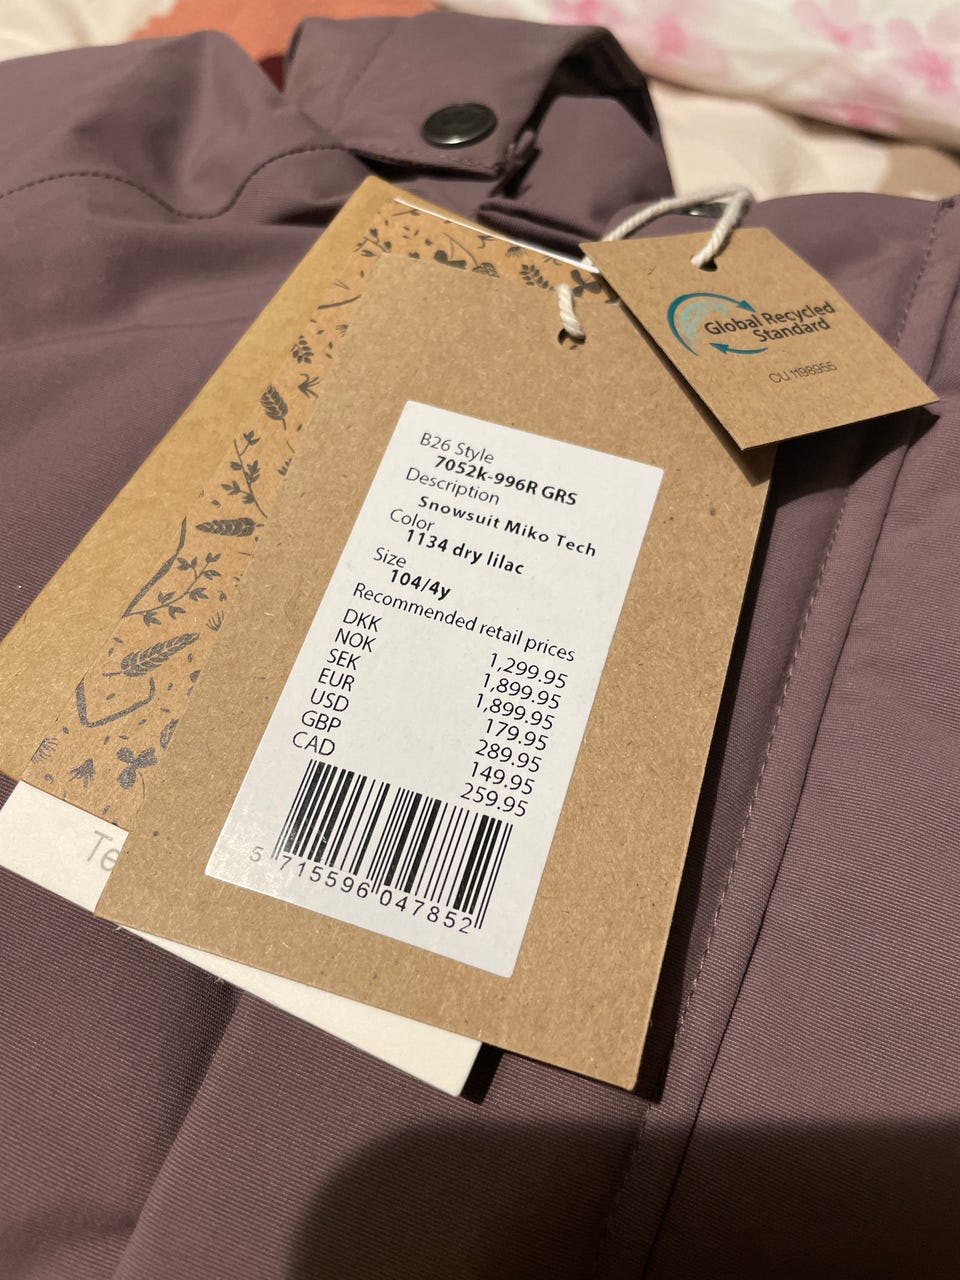 Global Recycled
Standard
CU 1198955
B26 Style
7052k-996R GRS
Description
Snowsuit Miko Tech
Color
1134 dry lilac
Size
104/4y
Recommended retail prices
DKK 1,299.95
NOK 1,899.95
SEK 1,899.95
EUR 179.95
USD 289.95
GBP 149.95
CAD 259.95
5 715596 047852
Te